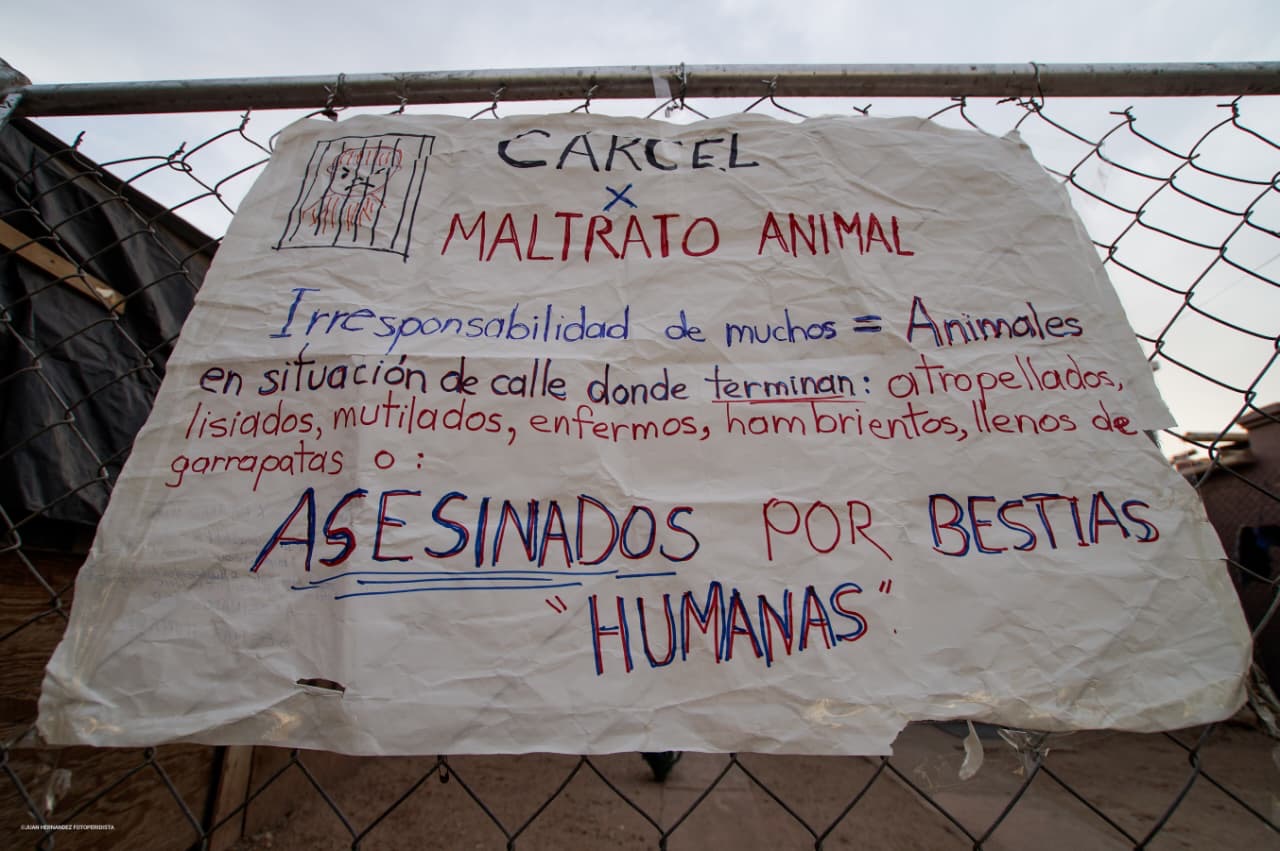 CARCEL
X
MALTRATO ANIMAL
Irresponsabilidad de muchos = Animales
en situación de calle donde terminan: atropellados,
lisiados, mutilados, enfermos, hambrientos, llenos de
garrapatas o :
ASESINADOS POR BESTIAS
"HUMANAS".
©JUAN HERNANDEZ FOTOPERDISTA